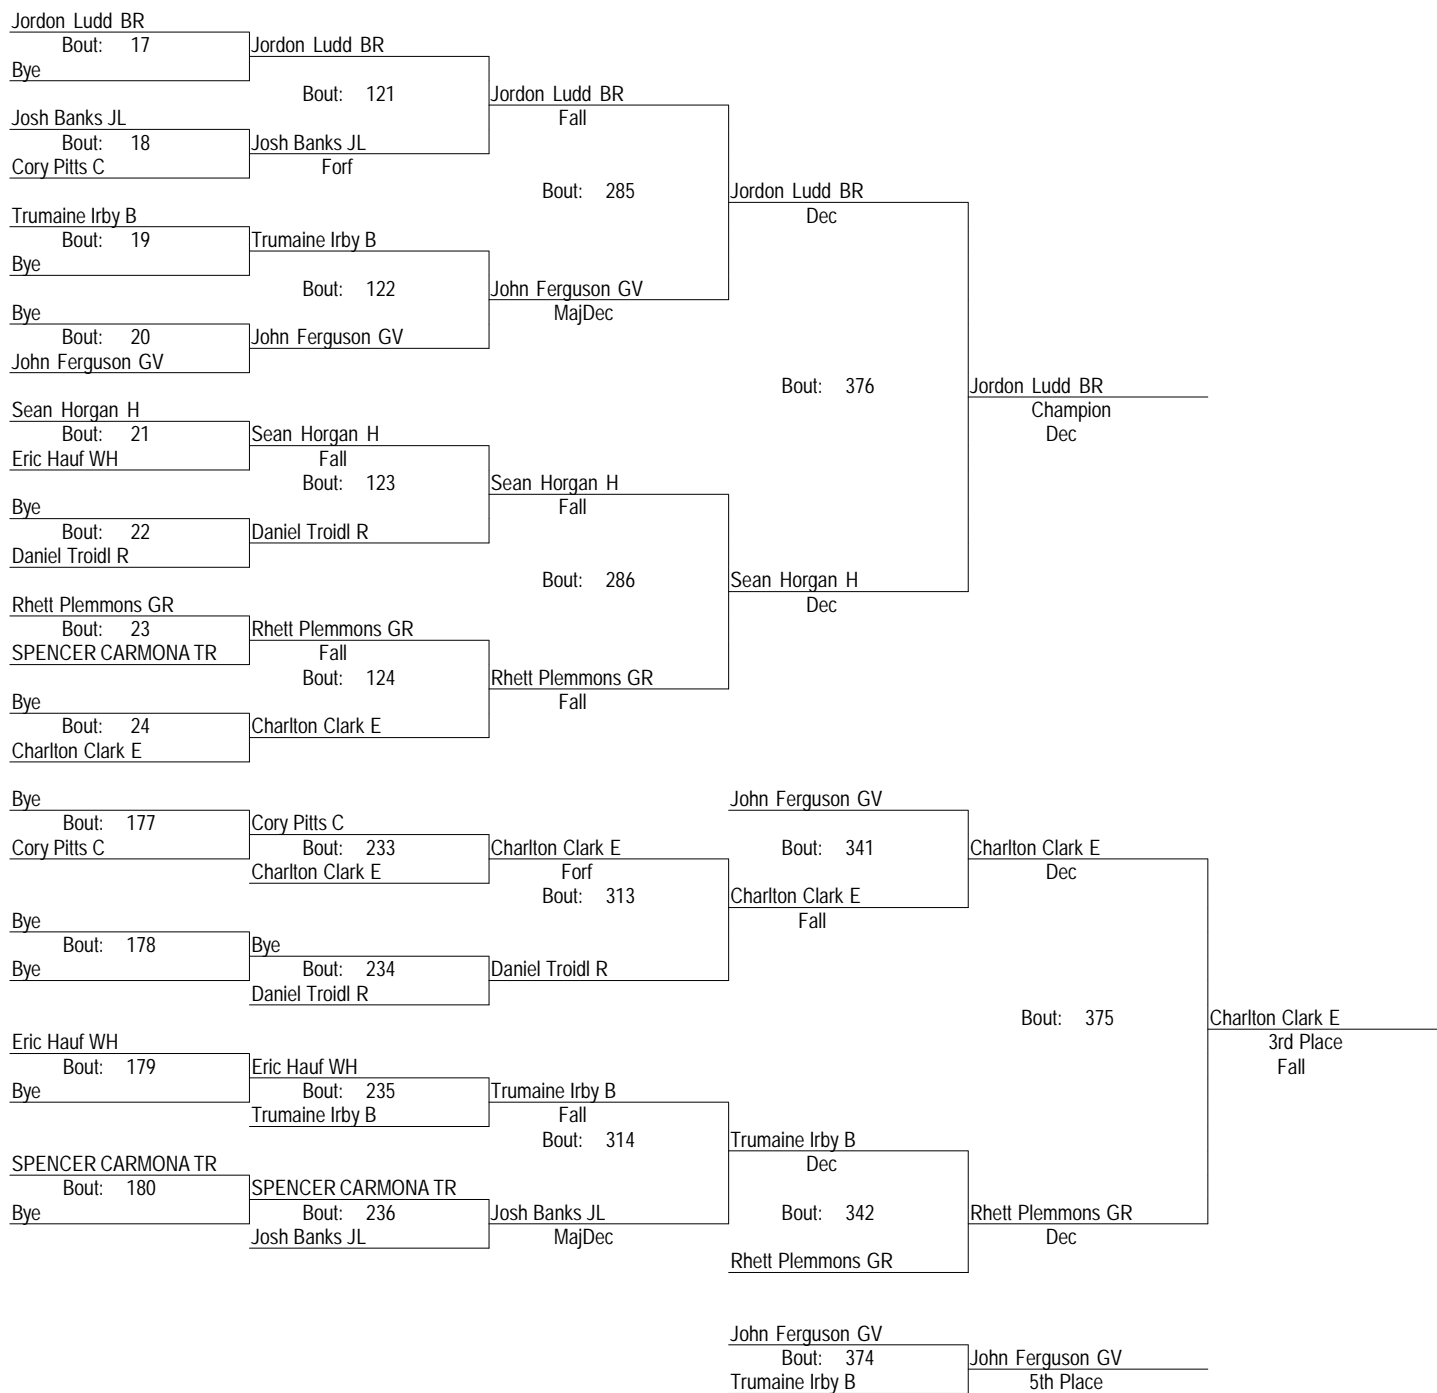 Jordon Ludd BR
Bout: 17
Jordon Ludd BR
Bye
Bout: 121
Jordon Ludd BR
Josh Banks JL
Fall
Bout: 18
Josh Banks JL
Cory Pitts C
Forf
Bout: 285
Jordon Ludd BR
Trumaine Irby B
Dec
Bout: 19
Trumaine Irby B
Bye
Bout: 122
John Ferguson GV
Bye
MajDec
Bout: 20
John Ferguson GV
John Ferguson GV
Bout: 376
Jordon Ludd BR
Sean Horgan H
Champion
Bout: 21
Sean Horgan H
Dec
Eric Hauf WH
Fall
Bout: 123
Sean Horgan H
Bye
Fall
Bout: 22
Daniel Troidl R
Daniel Troidl R
Bout: 286
Sean Horgan H
Rhett Plemmons GR
Dec
Bout: 23
Rhett Plemmons GR
SPENCER CARMONA TR
Fall
Bout: 124
Rhett Plemmons GR
Bye
Fall
Bout: 24
Charlton Clark E
Charlton Clark E
Bye
John Ferguson GV
Bout: 177
Cory Pitts C
Cory Pitts C
Bout: 233
Charlton Clark E
Bout: 341
Charlton Clark E
Charlton Clark E
Forf
Dec
Bout: 313
Charlton Clark E
Bye
Fall
Bout: 178
Bye
Bye
Bout: 234
Daniel Troidl R
Daniel Troidl R
Bout: 375
Charlton Clark E
Eric Hauf WH
3rd Place
Bout: 179
Eric Hauf WH
Fall
Bye
Bout: 235
Trumaine Irby B
Trumaine Irby B
Fall
Bout: 314
Trumaine Irby B
SPENCER CARMONA TR
Dec
Bout: 180
SPENCER CARMONA TR
Bye
Bout: 236
Josh Banks JL
Bout: 342
Rhett Plemmons GR
Josh Banks JL
MajDec
Dec
Rhett Plemmons GR
John Ferguson GV
Bout: 374
John Ferguson GV
Trumaine Irby B
5th Place